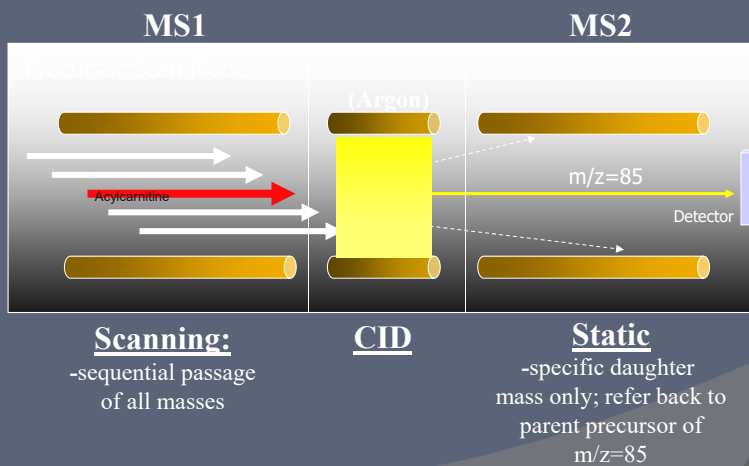 MS1
MS2
Precursor Scan Mode
(Argon)
Acylcarnitine
m/z=85
Detector
Scanning:
-sequential passage
of all masses
CID
Static
-specific daughter
mass only; refer back to
parent precursor of
m/z=85